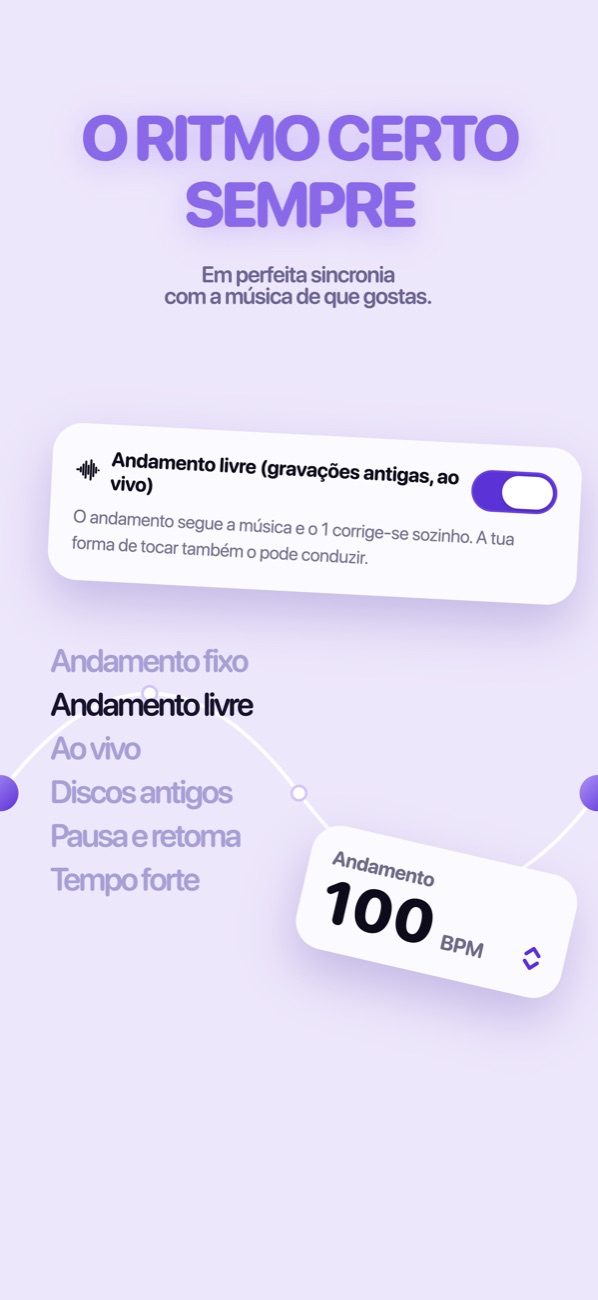 O RITMO CERTO
SEMPRE
Em perfeita sincronia
com a música de que gostas.
Andamento livre (gravações antigas, ao
vivo)
O andamento segue a música e o 1 corrige-se sozinho. A tua
forma de tocar também o pode conduzir.
Andamento fixo
Andamento livre
Ao vivo
Discos antigos
Pausa e retoma
Tempo forte
Andamento
100 BPM